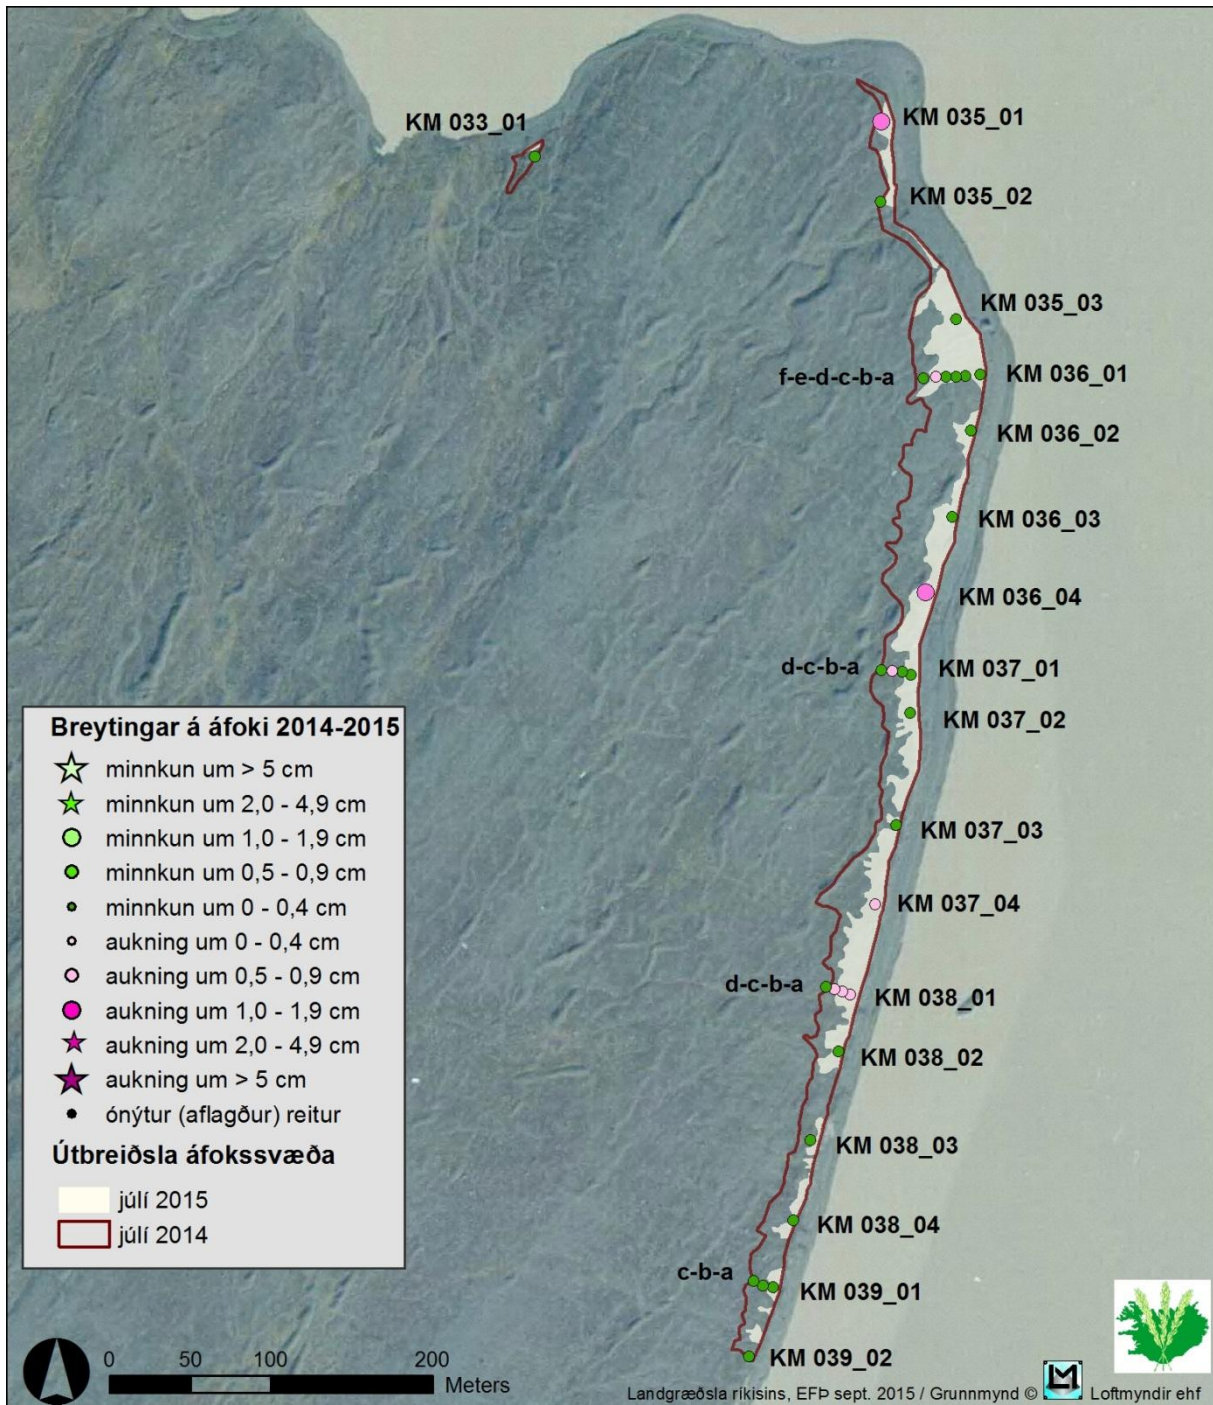 KM 033_01
KM 035_01
KM 035_02
KM 035_03
f-e-d-c-b-a
KM 036_01
KM 036_02
KM 036_03
KM 036_04
d-c-b-a
KM 037_01
KM 037_02
KM 037_03
KM 037_04
d-c-b-a
KM 038_01
KM 038_02
KM 038_03
KM 038_04
c-b-a
KM 039_01
KM 039_02
Breytingar á áfoki 2014-2015
minnkun um > 5 cm
minnkun um 2,0 - 4,9 cm
minnkun um 1,0 - 1,9 cm
minnkun um 0,5 - 0,9 cm
minnkun um 0 - 0,4 cm
aukning um 0 - 0,4 cm
aukning um 0,5 - 0,9 cm
aukning um 1,0 - 1,9 cm
aukning um 2,0 - 4,9 cm
aukning um > 5 cm
ónýtur (aflagður) reitur
Útbreiðsla áfokssvæða
júlí 2015
júlí 2014
0 50 100 200
Meters
Landgræðsla ríkisins, EFÞ sept. 2015 / Grunnmynd © LM Loftmyndir ehf